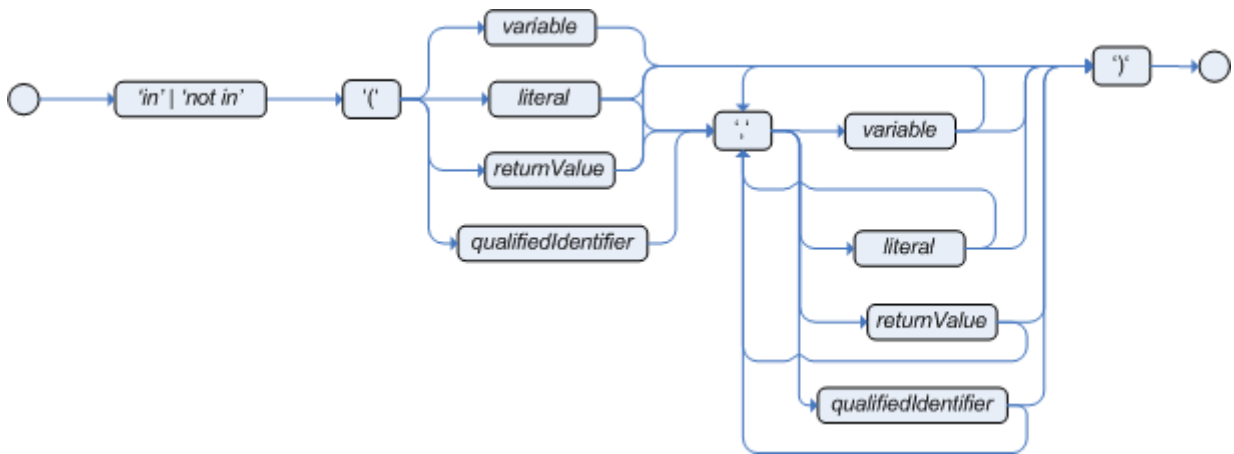 variable
'in' | 'not in'
'('
literal
returnValue
qualifiedIdentifier
','
variable
literal
returnValue
qualifiedIdentifier
')'